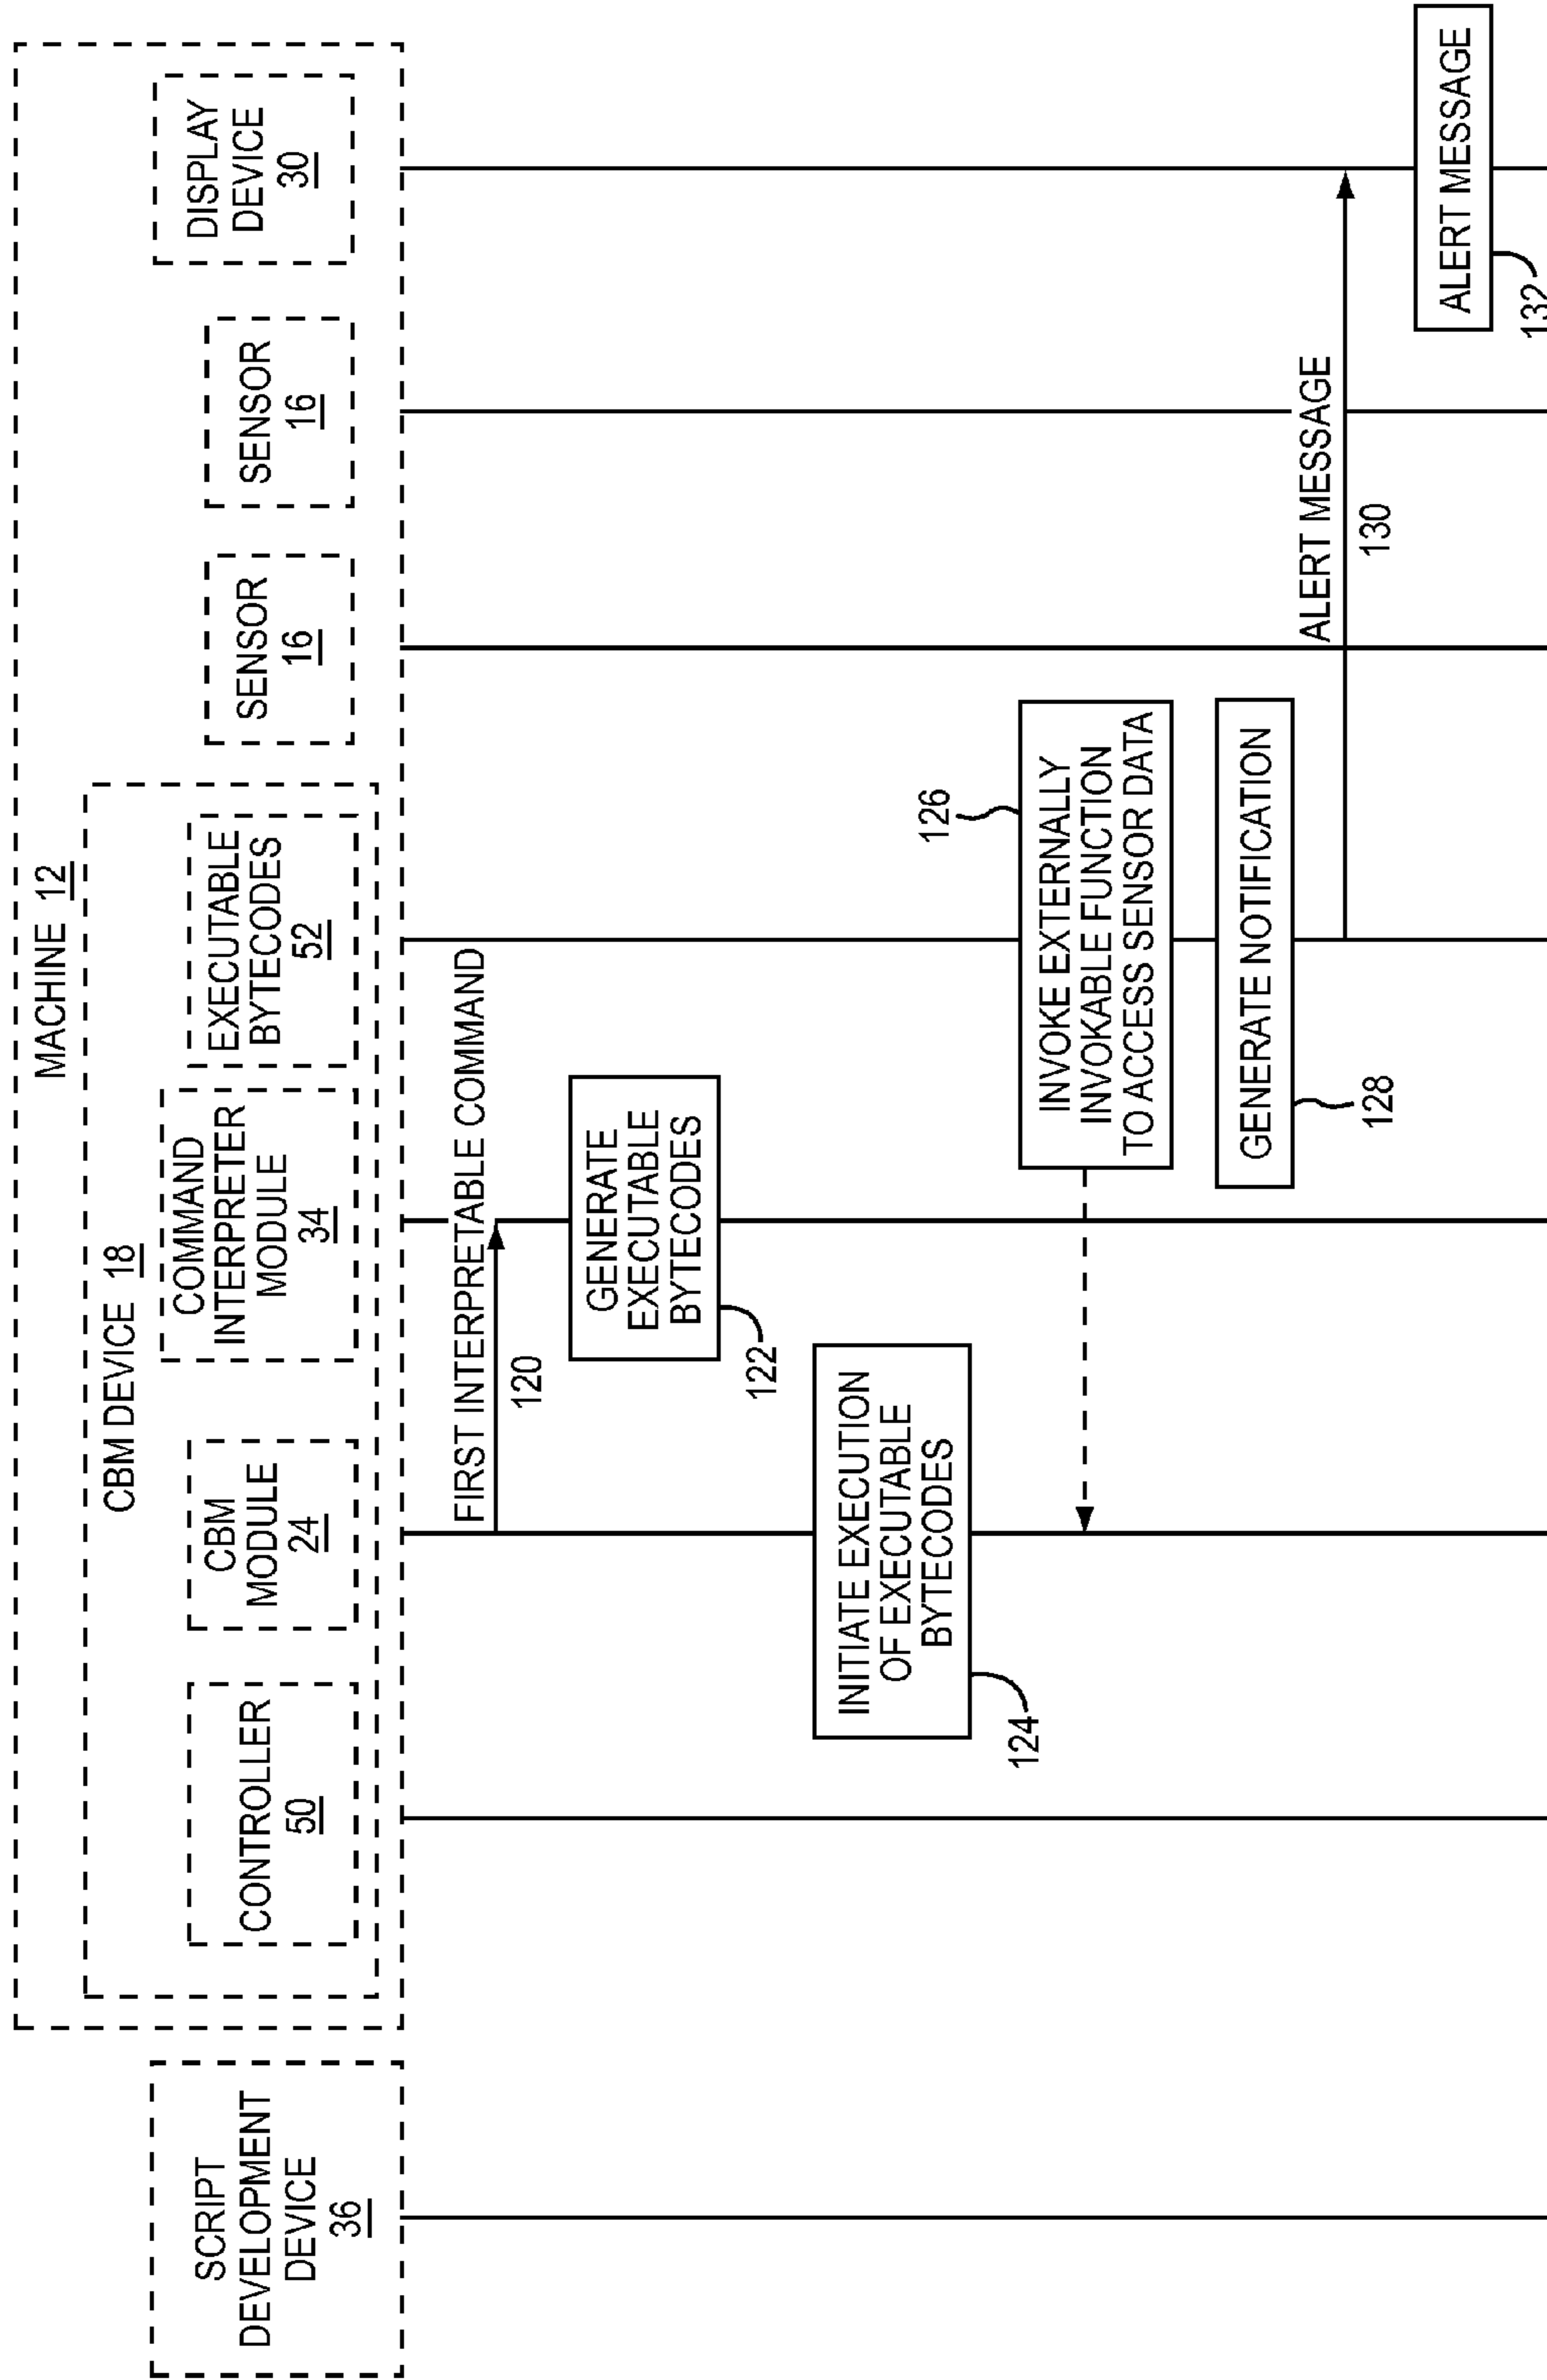 MACHINE 12
CBM DEVICE 18
SCRIPT
DEVELOPMENT
DEVICE
36
CONTROLLER
50
CBM
MODULE
24
COMMAND
INTERPRETER
MODULE
34
EXECUTABLE
BYTECODES
52
SENSOR
16
SENSOR
16
DISPLAY
DEVICE
30
FIRST INTERPRETABLE COMMAND
120
GENERATE
EXECUTABLE
BYTECODES
122
INITIATE EXECUTION
OF EXECUTABLE
BYTECODES
124
126
INVOKE EXTERNALLY
INVOKABLE FUNCTION
TO ACCESS SENSOR DATA
GENERATE NOTIFICATION
128
ALERT MESSAGE
130
ALERT MESSAGE
132